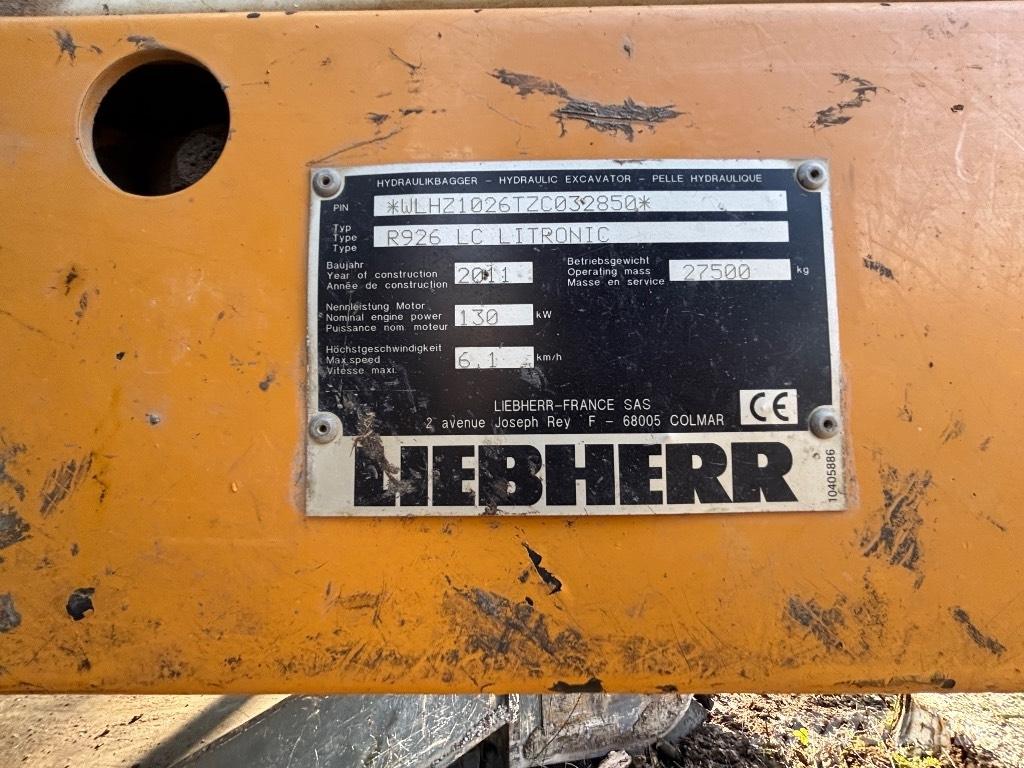 HYDRAULIKBAGGER - HYDRAULIC EXCAVATOR - PELLE HYDRAULIQUE
PIN *WLHZ1026TZC032850*
Typ
Type R926 LC LITRONIC
Type
Baujahr
Year of construction 2011
Année de construction
Betriebsgewicht
Operating mass 27500 kg
Masse en service
Nennleistung Motor
Nominal engine power 130 kW
Puissance nom. moteur
Höchstgeschwindigkeit
Max.speed 6,1 km/h
Vitesse maxi.
LIEBHERR-FRANCE SAS
2 avenue Joseph Rey F - 68005 COLMAR
CE
LIEBHERR
10405886